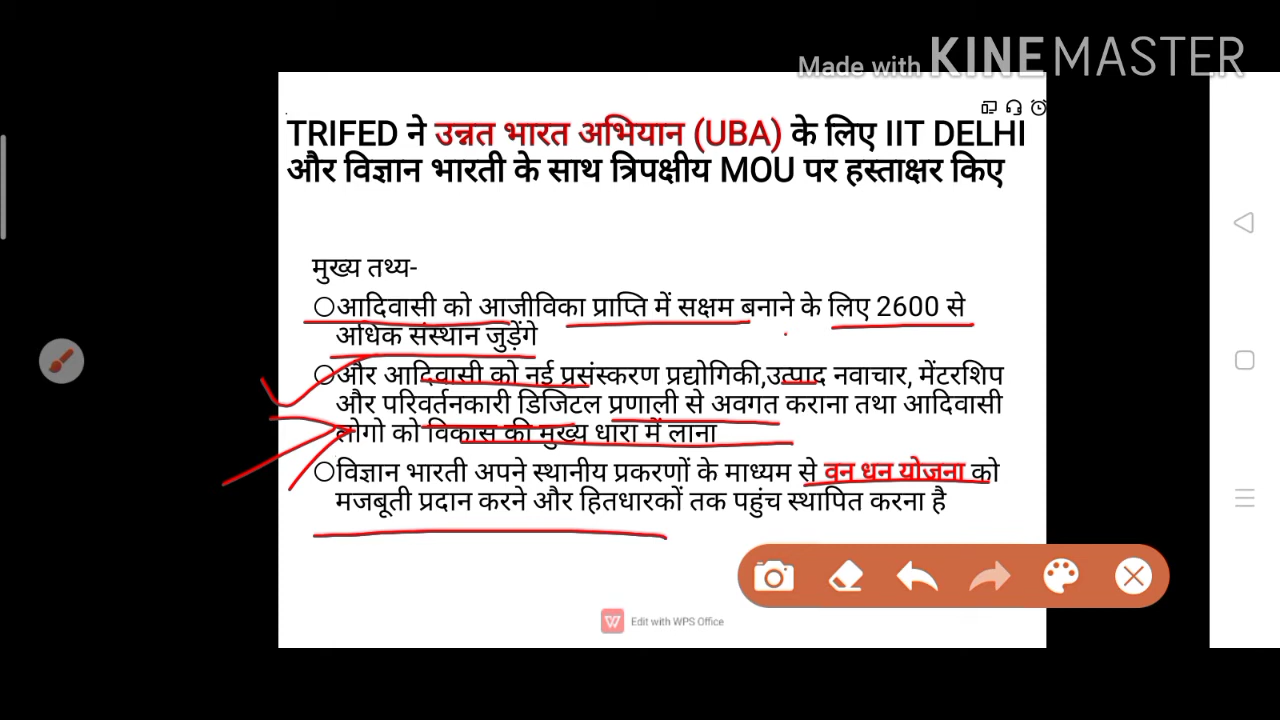 Made with KINEMASTER
TRIFED ने उन्नत भारत अभियान (UBA) के लिए IIT DELHI
और विज्ञान भारती के साथ त्रिपक्षीय MOU पर हस्ताक्षर किए
मुख्य तथ्य-
आदिवासी को आजीविका प्राप्ति में सक्षम बनाने के लिए 2600 से
अधिक संस्थान जुड़ेंगे
और आदिवासी को नई प्रसंस्करण प्रद्योगिकी,उत्पाद नवाचार, मेंटरशिप
और परिवर्तनकारी डिजिटल प्रणाली से अवगत कराना तथा आदिवासी
लोगो को विकास की मुख्य धारा में लाना
विज्ञान भारती अपने स्थानीय प्रकरणों के माध्यम से वन धन योजना को
मजबूती प्रदान करने और हितधारकों तक पहुंच स्थापित करना है
Edit with WPS Office